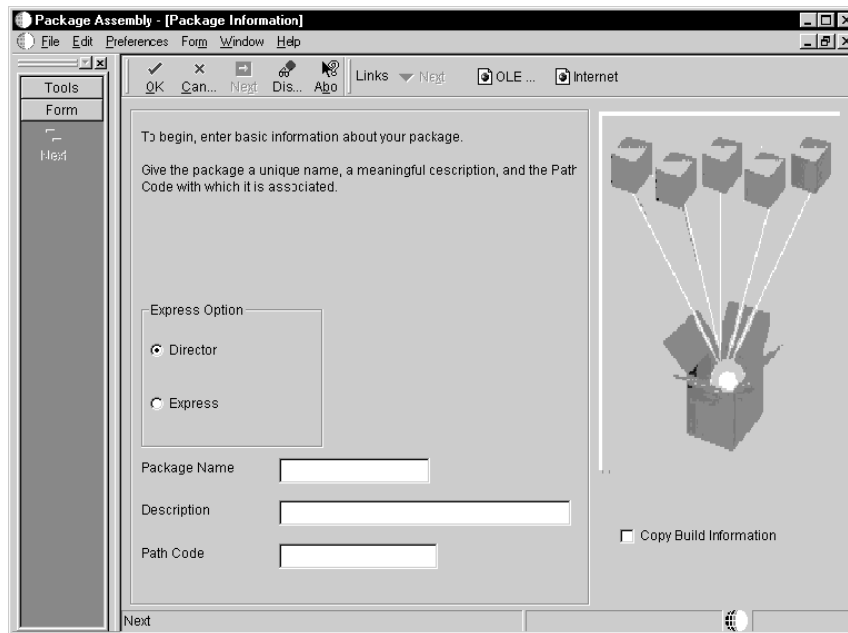 Package Assembly - [Package Information]
File Edit Preferences Form Window Help
Tools
Form
Next
OK Can... Next Dis... Abo Links Next OLE ... Internet
To begin, enter basic information about your package.
Give the package a unique name, a meaningful cescription, and the Path
Code with which it is associated.
Express Option
Director
Express
Package Name
Description
Path Code
Copy Build Information
Next